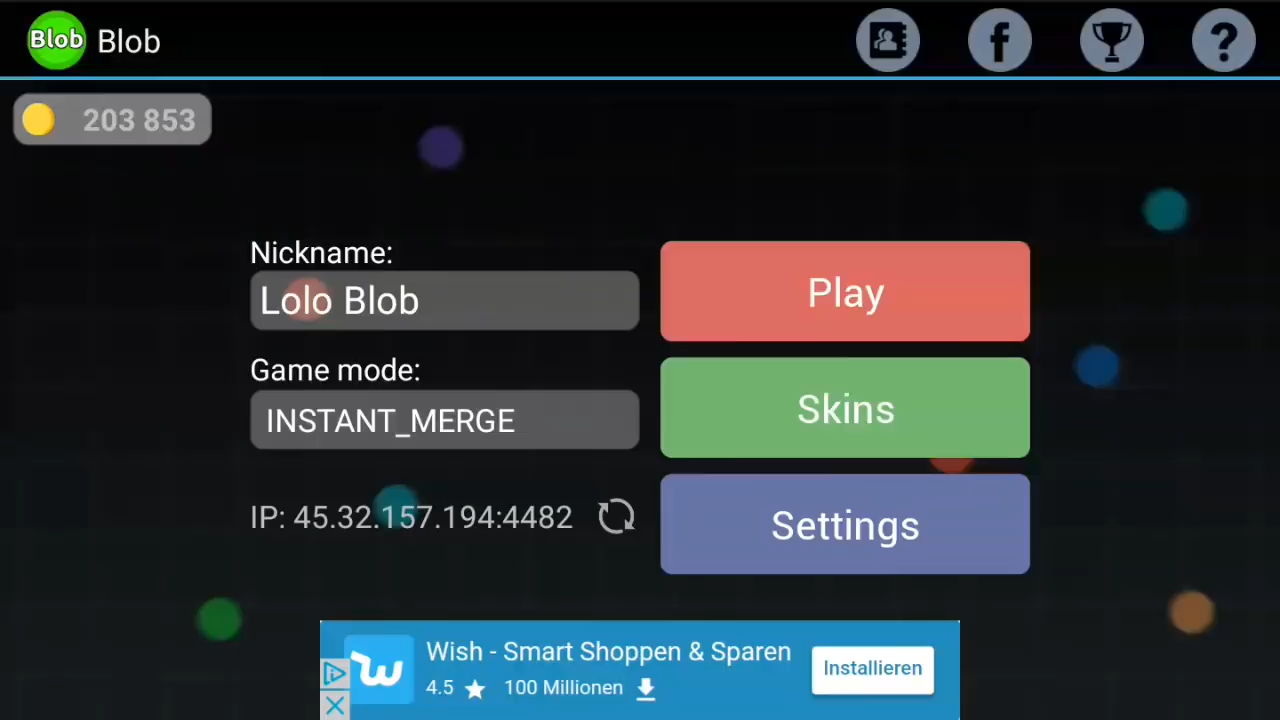 Blob Blob
203 853
Nickname:
Lolo Blob
Play
Game mode:
INSTANT_MERGE
Skins
IP: 45.32.157.194:4482
Settings
Wish - Smart Shoppen & Sparen
4.5 100 Millionen
Installieren